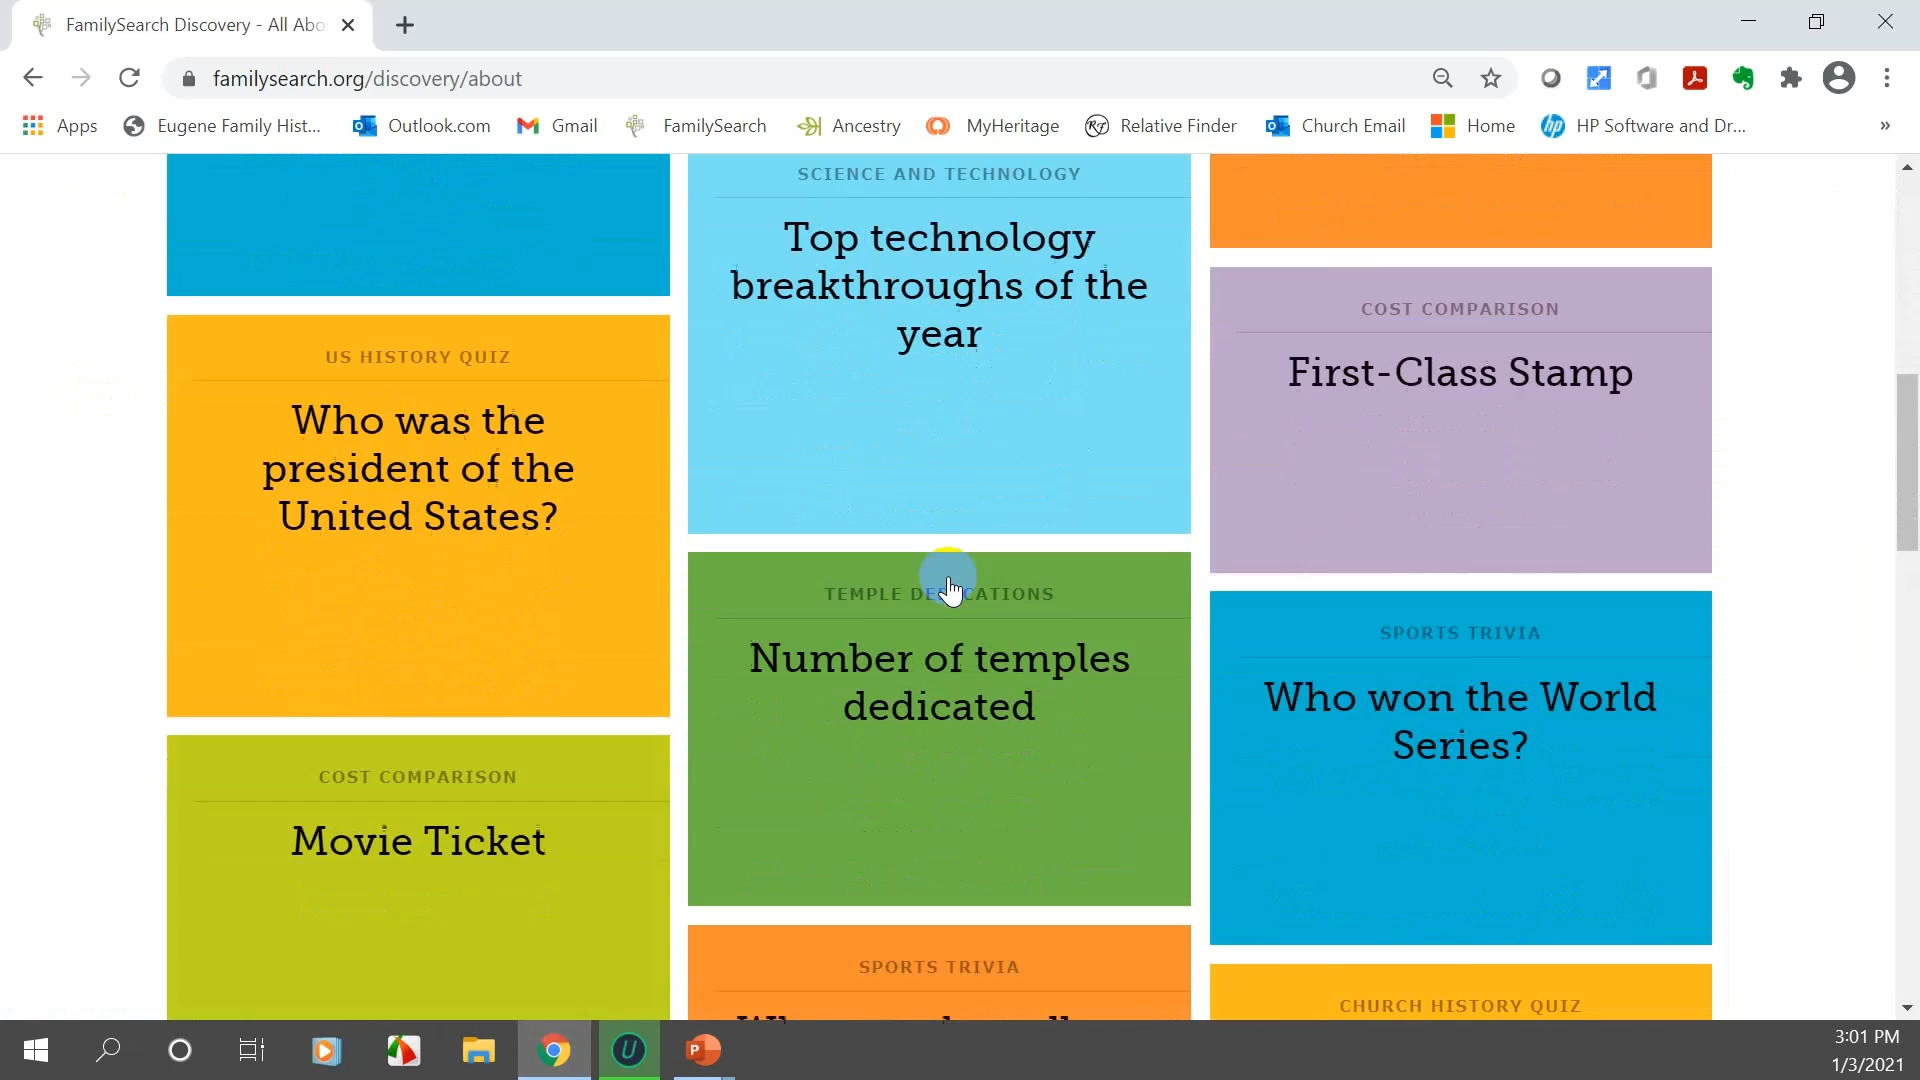 FamilySearch Discovery - All Abo
familysearch.org/discovery/about
Apps
Eugene Family Hist...
Outlook.com
Gmail
FamilySearch
Ancestry
MyHeritage
Relative Finder
Church Email
Home
HP Software and Dr...
»
SCIENCE AND TECHNOLOGY
Top technology
breakthroughs of the
year
COST COMPARISON
First-Class Stamp
US HISTORY QUIZ
Who was the
president of the
United States?
TEMPLE DEDICATIONS
Number of temples
dedicated
SPORTS TRIVIA
Who won the World
Series?
COST COMPARISON
Movie Ticket
SPORTS TRIVIA
CHURCH HISTORY QUIZ
3:01 PM
1/3/2021